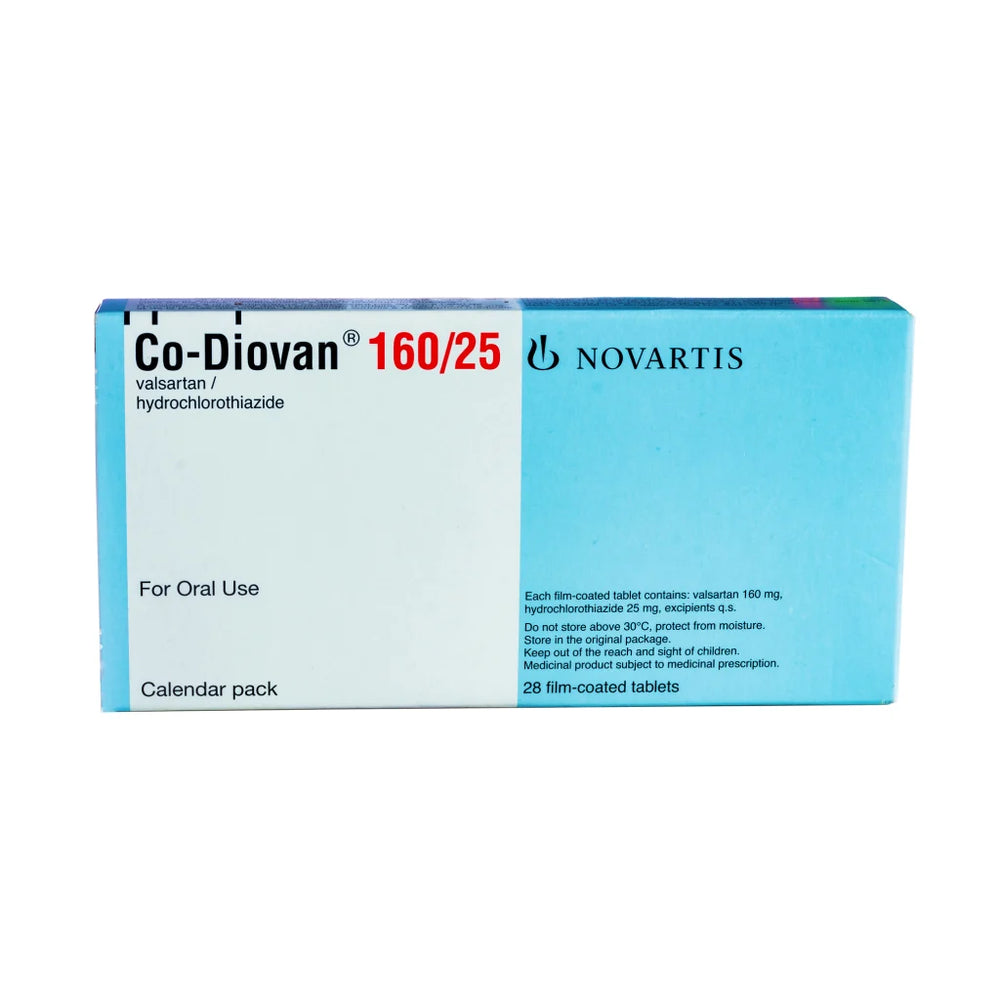 Co-Diovan® 160/25
valsartan /
hydrochlorothiazide
For Oral Use
Calendar pack
NOVARTIS
Each film-coated tablet contains: valsartan 160 mg,
hydrochlorothiazide 25 mg, excipients q.s.
Do not store above 30°C, protect from moisture.
Store in the original package.
Keep out of the reach and sight of children.
Medicinal product subject to medicinal prescription.
28 film-coated tablets